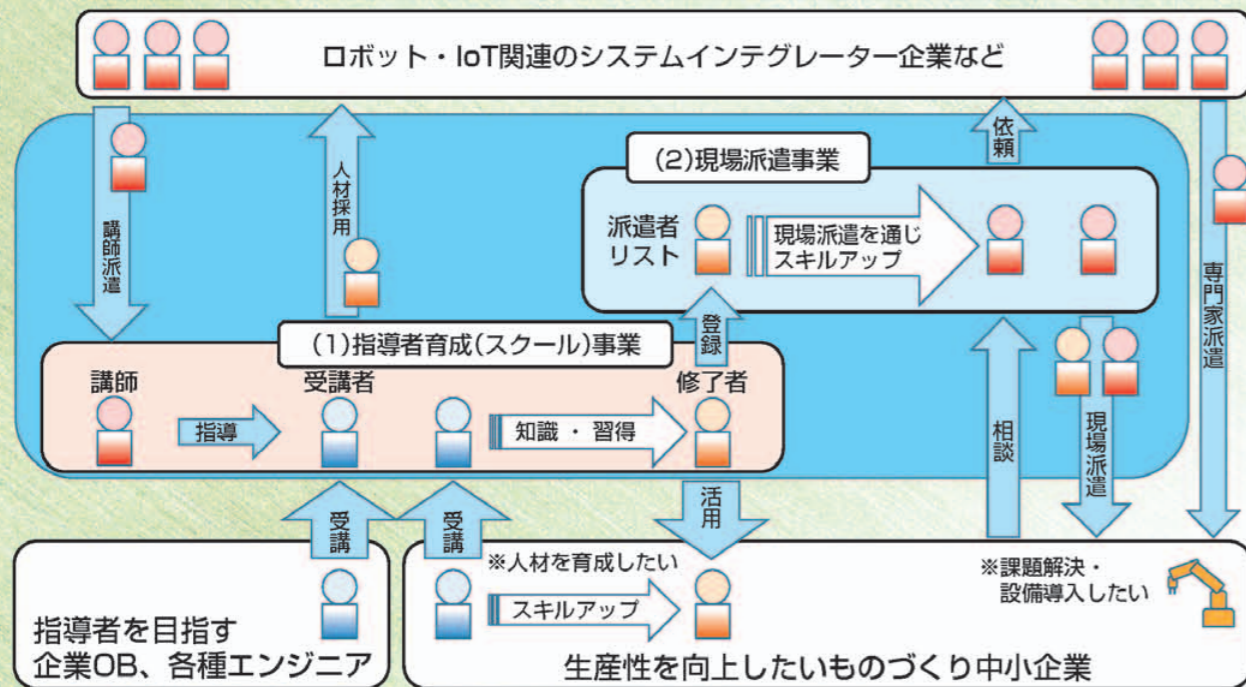 ロボット・IoT関連のシステムインテグレーター企業など
講師派遣
人材採用
依頼
専門家派遣
(2)現場派遣事業
派遣者
リスト
現場派遣を通じ
スキルアップ
登録
(1)指導者育成(スクール)事業
講師
受講者
修了者
指導
知識 ・ 習得
相談
現場派遣
受講
受講
活用
※人材を育成したい
スキルアップ
※課題解決・
設備導入したい
指導者を目指す
企業OB、各種エンジニア
生産性を向上したいものづくり中小企業